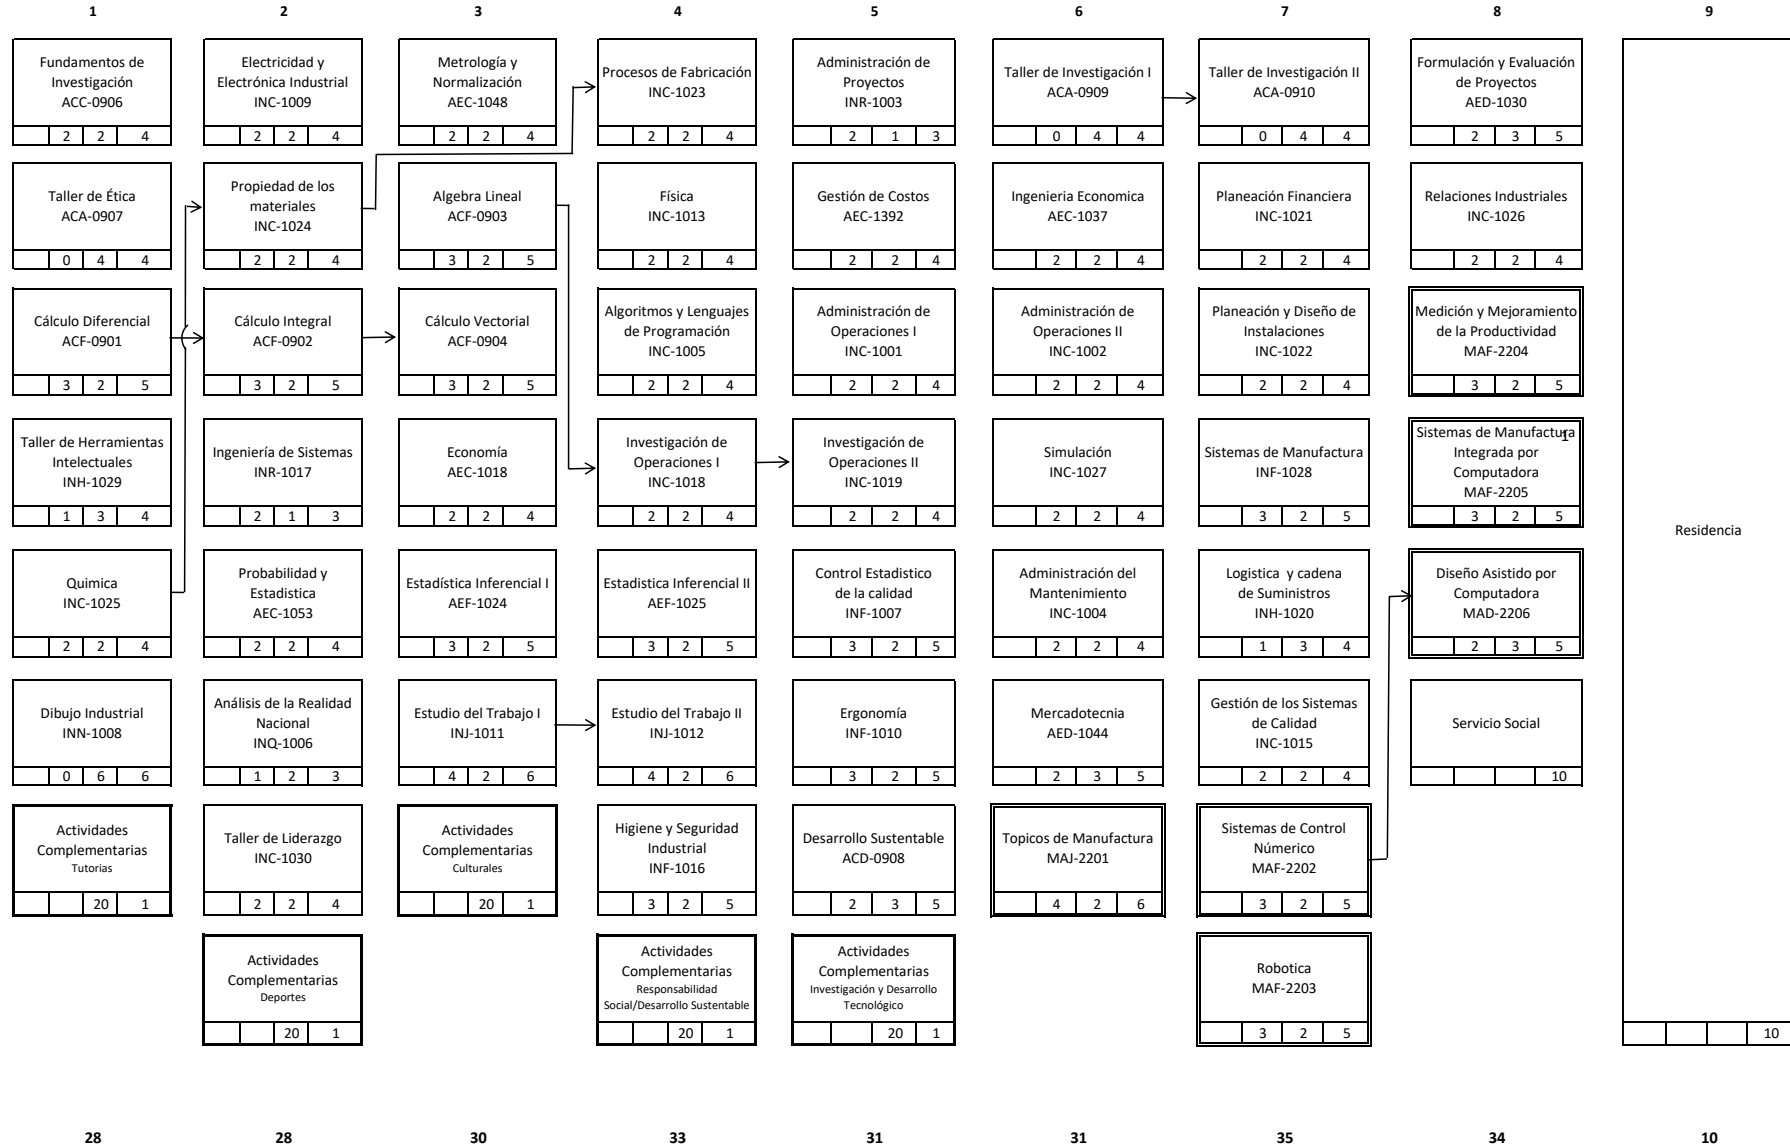 1 2 3 4 5 6 7 8 9
Fundamentos de
Investigación
ACC-0906
2 2 4
Electricidad y
Electrónica Industrial
INC-1009
2 2 4
Metrología y
Normalización
AEC-1048
2 2 4
Procesos de Fabricación
INC-1023
2 2 4
Administración de
Proyectos
INR-1003
2 1 3
Taller de Investigación I
ACA-0909
0 4 4
Taller de Investigación II
ACA-0910
0 4 4
Formulación y Evaluación
de Proyectos
AED-1030
2 3 5
Taller de Ética
ACA-0907
0 4 4
Propiedad de los
materiales
INC-1024
2 2 4
Algebra Lineal
ACF-0903
3 2 5
Física
INC-1013
2 2 4
Gestión de Costos
AEC-1392
2 2 4
Ingenieria Economica
AEC-1037
2 2 4
Planeación Financiera
INC-1021
2 2 4
Relaciones Industriales
INC-1026
2 2 4
Cálculo Diferencial
ACF-0901
3 2 5
Cálculo Integral
ACF-0902
3 2 5
Cálculo Vectorial
ACF-0904
3 2 5
Algoritmos y Lenguajes
de Programación
INC-1005
2 2 4
Administración de
Operaciones I
INC-1001
2 2 4
Administración de
Operaciones II
INC-1002
2 2 4
Planeación y Diseño de
Instalaciones
INC-1022
2 2 4
Medición y Mejoramiento
de la Productividad
MAF-2204
3 2 5
Taller de Herramientas
Intelectuales
INH-1029
1 3 4
Ingeniería de Sistemas
INR-1017
2 1 3
Economía
AEC-1018
2 2 4
Investigación de
Operaciones I
INC-1018
2 2 4
Investigación de
Operaciones II
INC-1019
2 2 4
Simulación
INC-1027
2 2 4
Sistemas de Manufactura
INF-1028
3 2 5
Sistemas de Manufactura
1
Integrada por
Computadora
MAF-2205
3 2 5
Residencia
Quimica
INC-1025
2 2 4
Probabilidad y
Estadistica
AEC-1053
2 2 4
Estadística Inferencial I
AEF-1024
3 2 5
Estadistica Inferencial II
AEF-1025
3 2 5
Control Estadistico
de la calidad
INF-1007
3 2 5
Administración del
Mantenimiento
INC-1004
2 2 4
Logistica y cadena
de Suministros
INH-1020
1 3 4
Diseño Asistido por
Computadora
MAD-2206
2 3 5
Dibujo Industrial
INN-1008
0 6 6
Análisis de la Realidad
Nacional
INQ-1006
1 2 3
Estudio del Trabajo I
INJ-1011
4 2 6
Estudio del Trabajo II
INJ-1012
4 2 6
Ergonomía
INF-1010
3 2 5
Mercadotecnia
AED-1044
2 3 5
Gestión de los Sistemas
de Calidad
INC-1015
2 2 4
Servicio Social
10
Actividades
Complementarias
Tutorias
20 1
Taller de Liderazgo
INC-1030
2 2 4
Actividades
Complementarias
Culturales
20 1
Higiene y Seguridad
Industrial
INF-1016
3 2 5
Desarrollo Sustentable
ACD-0908
2 3 5
Topicos de Manufactura
MAJ-2201
4 2 6
Sistemas de Control
Númerico
MAF-2202
3 2 5
Actividades
Complementarias
Deportes
20 1
Actividades
Complementarias
Responsabilidad
Social/Desarrollo Sustentable
20 1
Actividades
Complementarias
Investigación y Desarrollo
Tecnológico
20 1
Robotica
MAF-2203
3 2 5
10
28 28 30 33 31 31 35 34 10